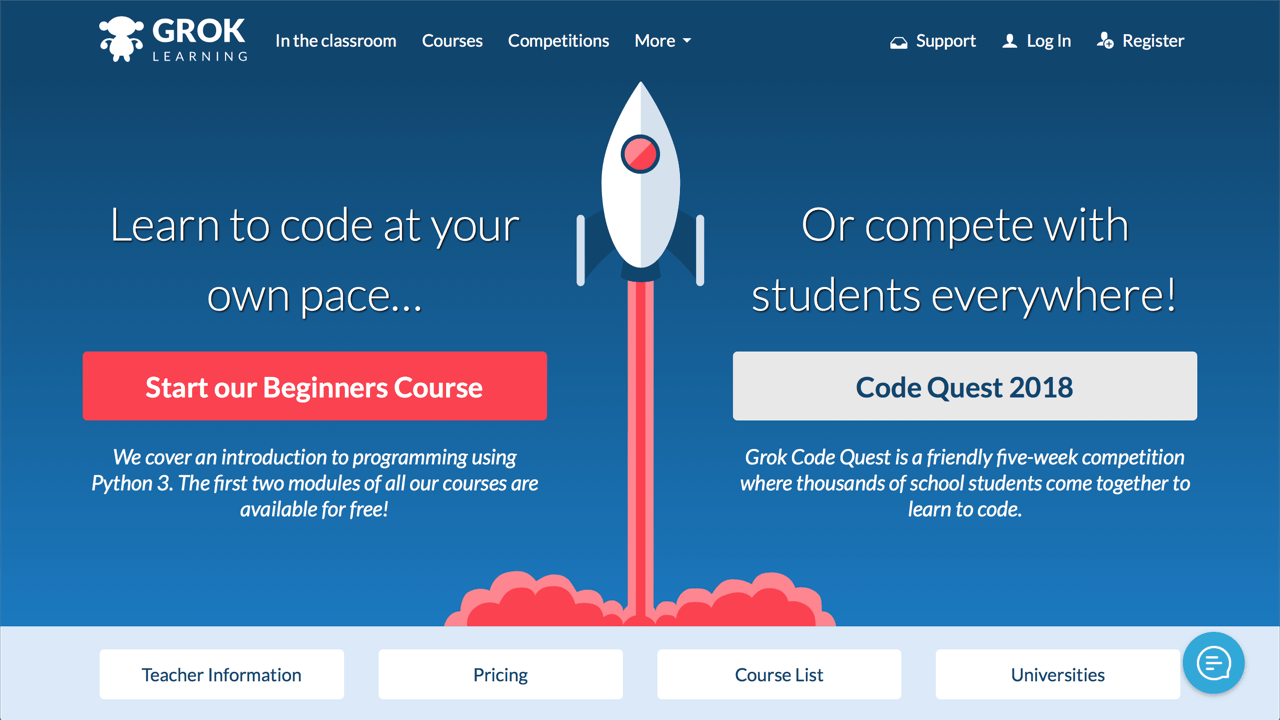 GROK
LEARNING
In the classroom
Courses
Competitions
More
Support
Log In
Register
Learn to code at your
own pace...
Start our Beginners Course
We cover an introduction to programming using
Python 3. The first two modules of all our courses are
available for free!
Or compete with
students everywhere!
Code Quest 2018
Grok Code Quest is a friendly five-week competition
where thousands of school students come together to
learn to code.
Teacher Information
Pricing
Course List
Universities